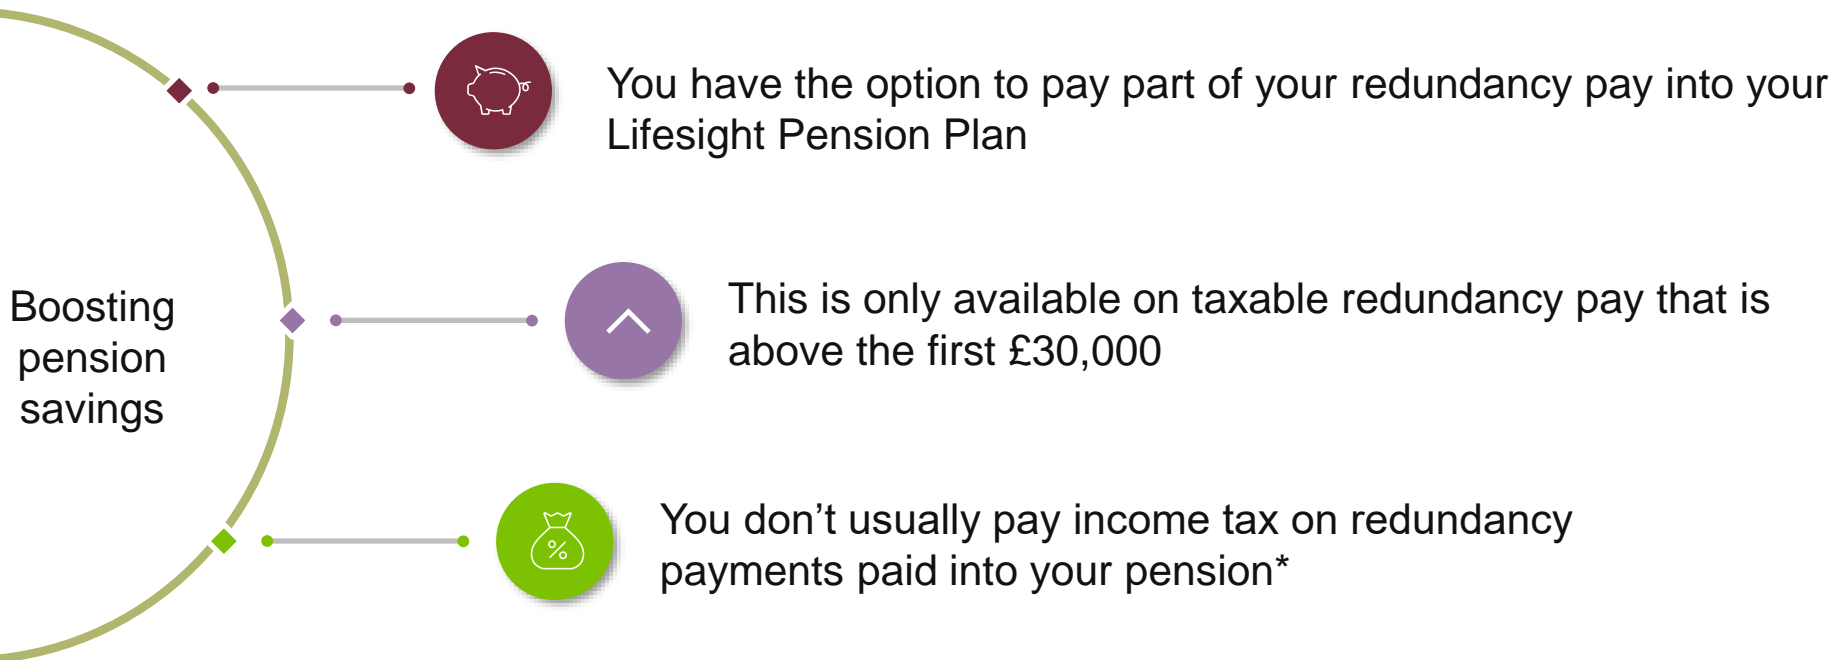 You have the option to pay part of your redundancy pay into your
Lifesight Pension Plan
Boosting
pension
savings
This is only available on taxable redundancy pay that is
above the first £30,000
You don’t usually pay income tax on redundancy
payments paid into your pension*
%